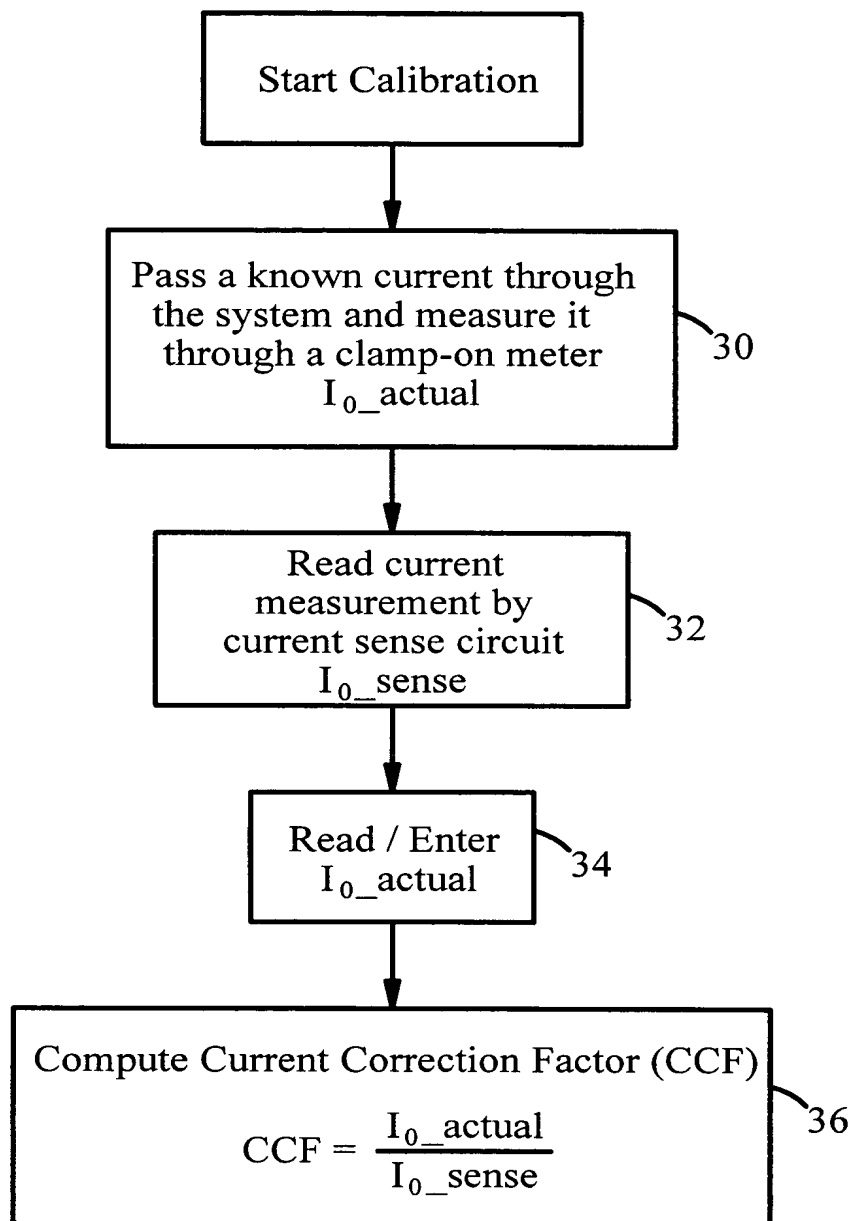 Start Calibration
Pass a known current through
the system and measure it
through a clamp-on meter
I₀_actual
30
Read current
measurement by
current sense circuit
I₀_sense
32
Read / Enter
I₀_actual
34
Compute Current Correction Factor (CCF)
CCF = I₀_actual
I₀_sense
36